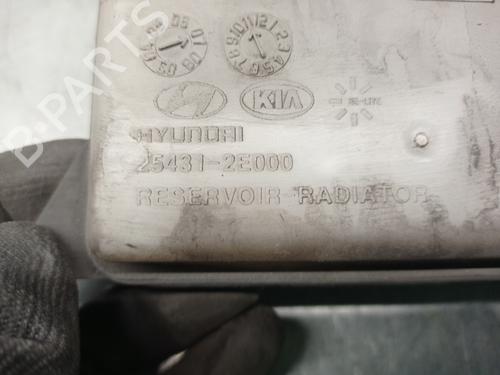 KIA
HYUNDAI
25431-2E000
RESERVOIR-RADIATOR
B-PARTS